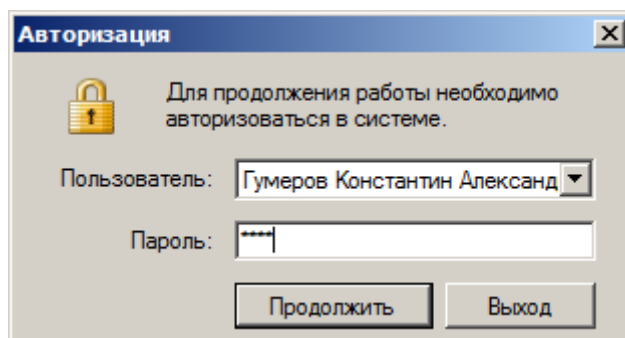 Авторизация
Для продолжения работы необходимо
авторизоваться в системе.
Пользователь: Гумеров Константин Александ
Пароль: ****
Продолжить Выход